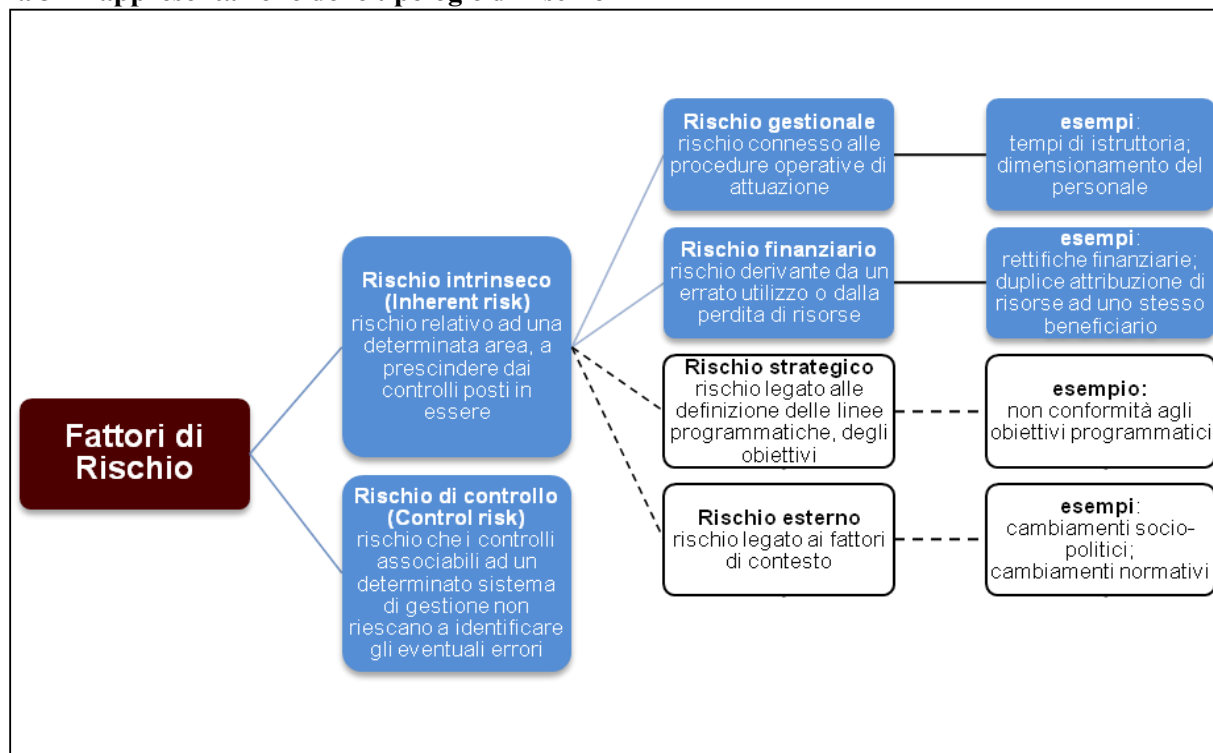 Rappresentazione delle tipologie di rischio
Fattori di
Rischio
Rischio intrinseco
(Inherent risk)
rischio relativo ad una
determinata area, a
prescindere dai
controlli posti in
essere
Rischio di controllo
(Control risk)
rischio che i controlli
associabili ad un
determinato sistema
di gestione non
riescano a identificare
gli eventuali errori
Rischio gestionale
rischio connesso alle
procedure operative di
attuazione
esempi:
tempi di istruttoria;
dimensionamento del
personale
Rischio finanziario
rischio derivante da un
errato utilizzo o dalla
perdita di risorse
esempi:
rettifiche finanziarie;
duplice attribuzione di
risorse ad uno stesso
beneficiario
Rischio strategico
rischio legato alle
definizione delle linee
programmatiche, degli
obiettivi
esempio:
non conformità agli
obiettivi programmatici
Rischio esterno
rischio legato ai fattori
di contesto
esempi:
cambiamenti socio-
politici;
cambiamenti normativi